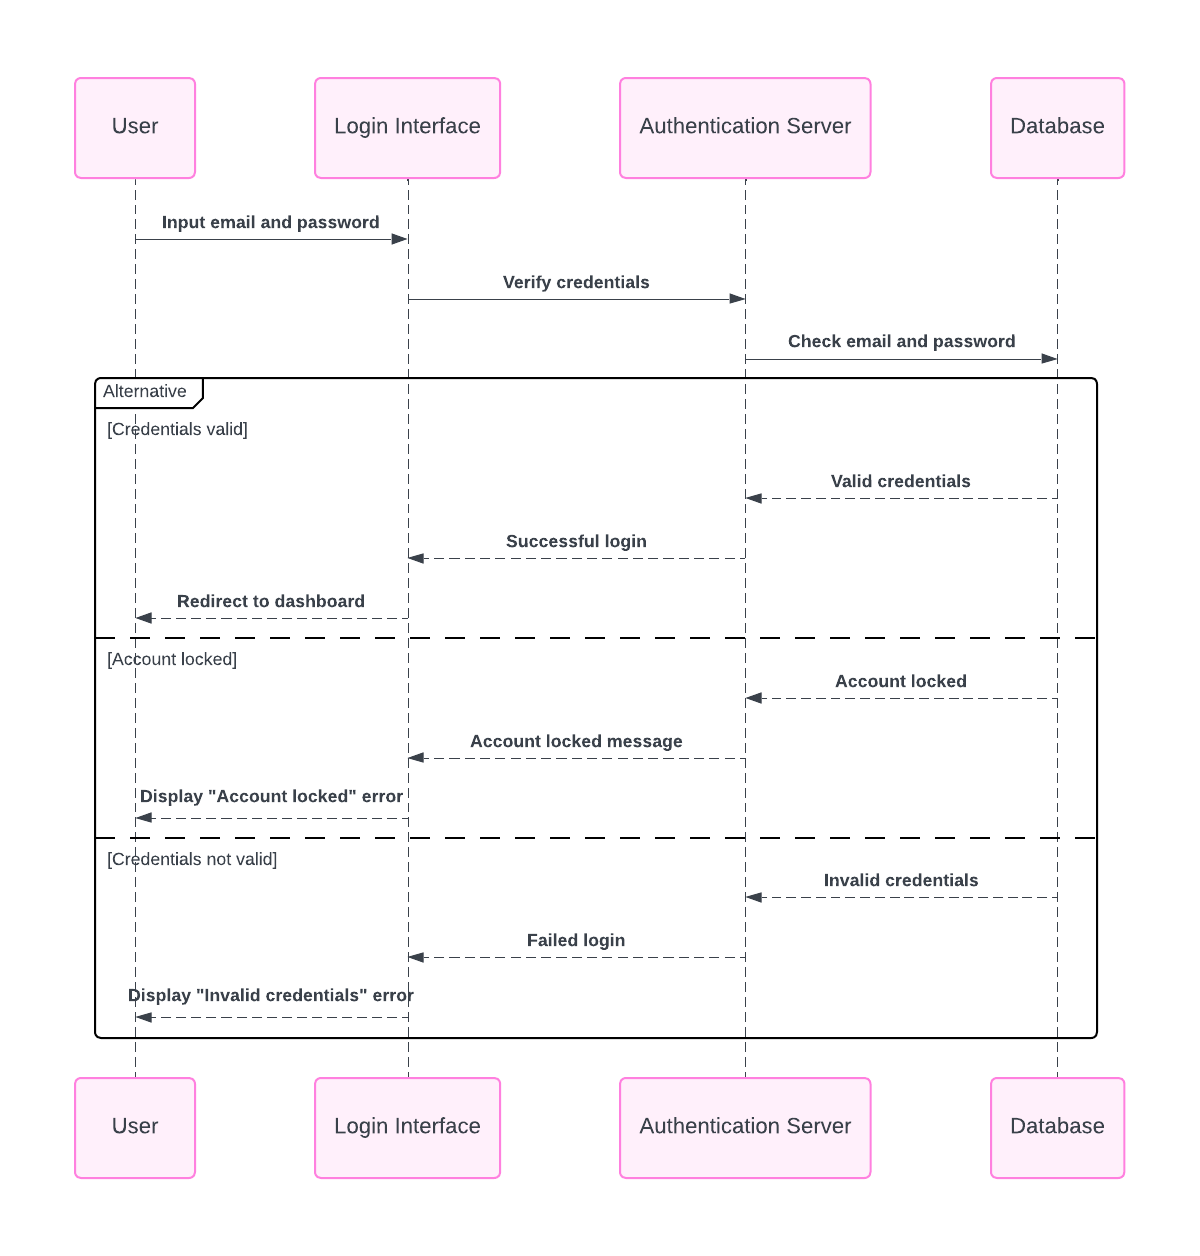 User
Login Interface
Authentication Server
Database
Input email and password
Verify credentials
Check email and password
Alternative
[Credentials valid]
Valid credentials
Successful login
Redirect to dashboard
[Account locked]
Account locked
Account locked message
Display "Account locked" error
[Credentials not valid]
Invalid credentials
Failed login
Display "Invalid credentials" error
User
Login Interface
Authentication Server
Database